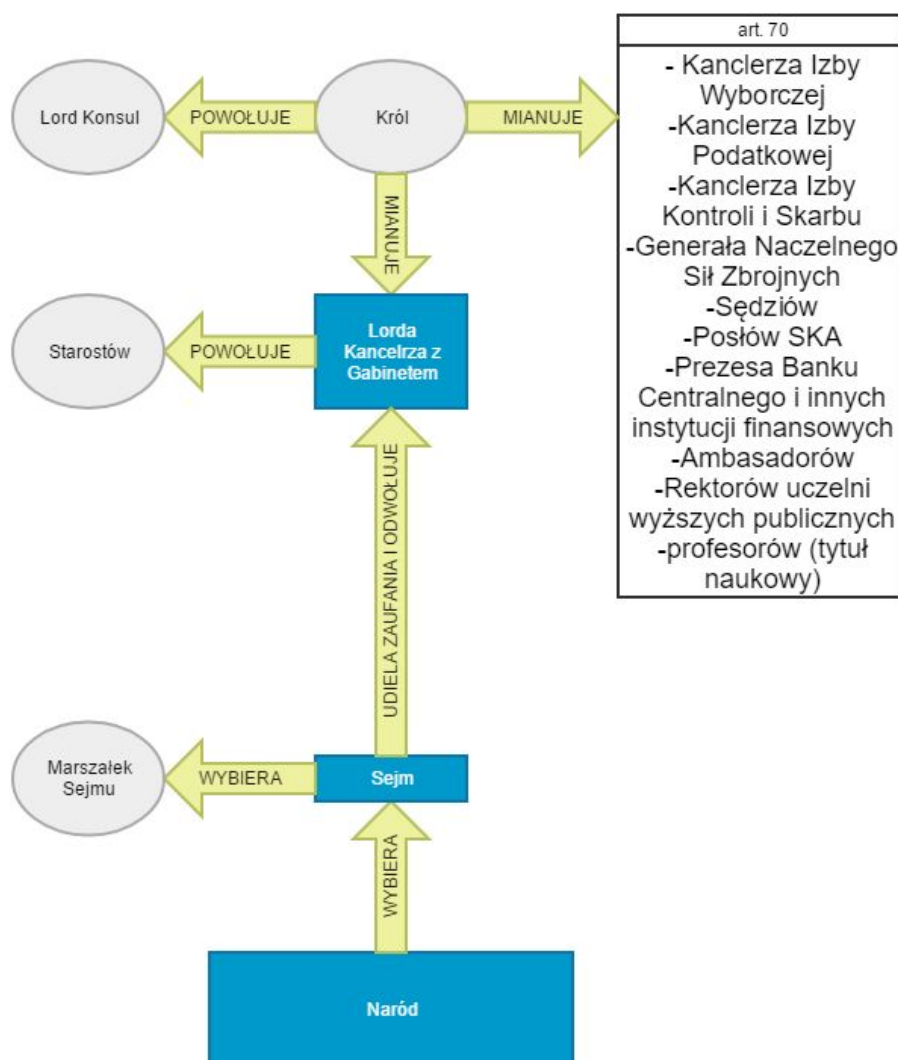 art. 70
- Kanclerza Izby
Wyborczej
-Kanclerza Izby
Podatkowej
-Kanclerza Izby
Kontroli i Skarbu
-Generała Naczelnego
Sił Zbrojnych
-Sędziów
-Posłów SKA
-Prezesa Banku
Centralnego i innych
instytucji finansowych
-Ambasadorów
-Rektorów uczelni
wyższych publicznych
-profesorów (tytuł
naukowy)
Lord Konsul
POWOŁUJE
Król
MIANUJE
MIANUJE
Starostów
POWOŁUJE
Lorda
Kancelrza z
Gabinetem
UDIELA ZAUFANIA I ODWOŁUJE
Marszałek
Sejmu
WYBIERA
Sejm
WYBIERA
Naród